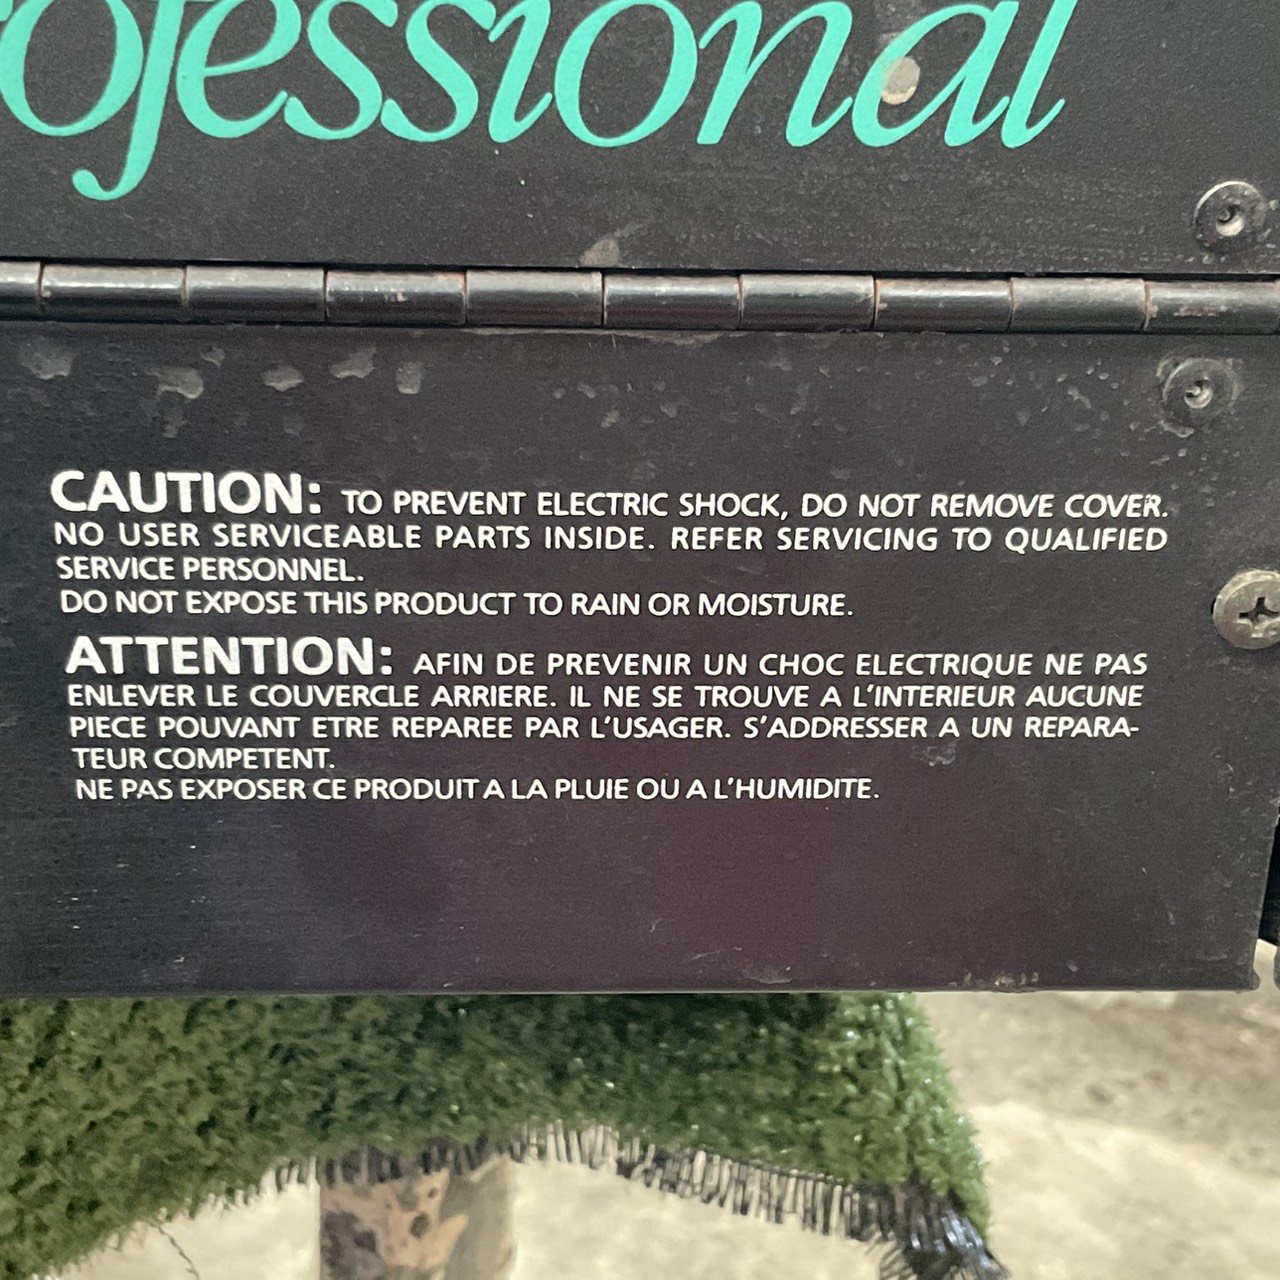 ofessional
CAUTION: TO PREVENT ELECTRIC SHOCK, DO NOT REMOVE COVER.
NO USER SERVICEABLE PARTS INSIDE. REFER SERVICING TO QUALIFIED
SERVICE PERSONNEL.
DO NOT EXPOSE THIS PRODUCT TO RAIN OR MOISTURE.
ATTENTION: AFIN DE PREVENIR UN CHOC ELECTRIQUE NE PAS
ENLEVER LE COUVERCLE ARRIERE. IL NE SE TROUVE A L'INTERIEUR AUCUNE
PIECE POUVANT ETRE REPAREE PAR L'USAGER. S'ADDRESSER A UN REPARA-
TEUR COMPETENT.
NE PAS EXPOSER CE PRODUIT A LA PLUIE OU A L'HUMIDITE.